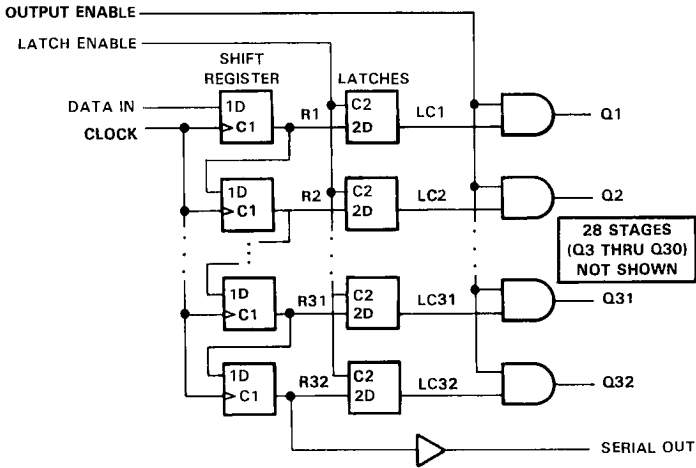 OUTPUT ENABLE
LATCH ENABLE
SHIFT
REGISTER
LATCHES
DATA IN
CLOCK
1D
C1
R1
C2
2D
LC1
Q1
1D
C1
R2
C2
2D
LC2
Q2
28 STAGES
(Q3 THRU Q30)
NOT SHOWN
1D
C1
R31
C2
2D
LC31
Q31
1D
C1
R32
C2
2D
LC32
Q32
SERIAL OUT